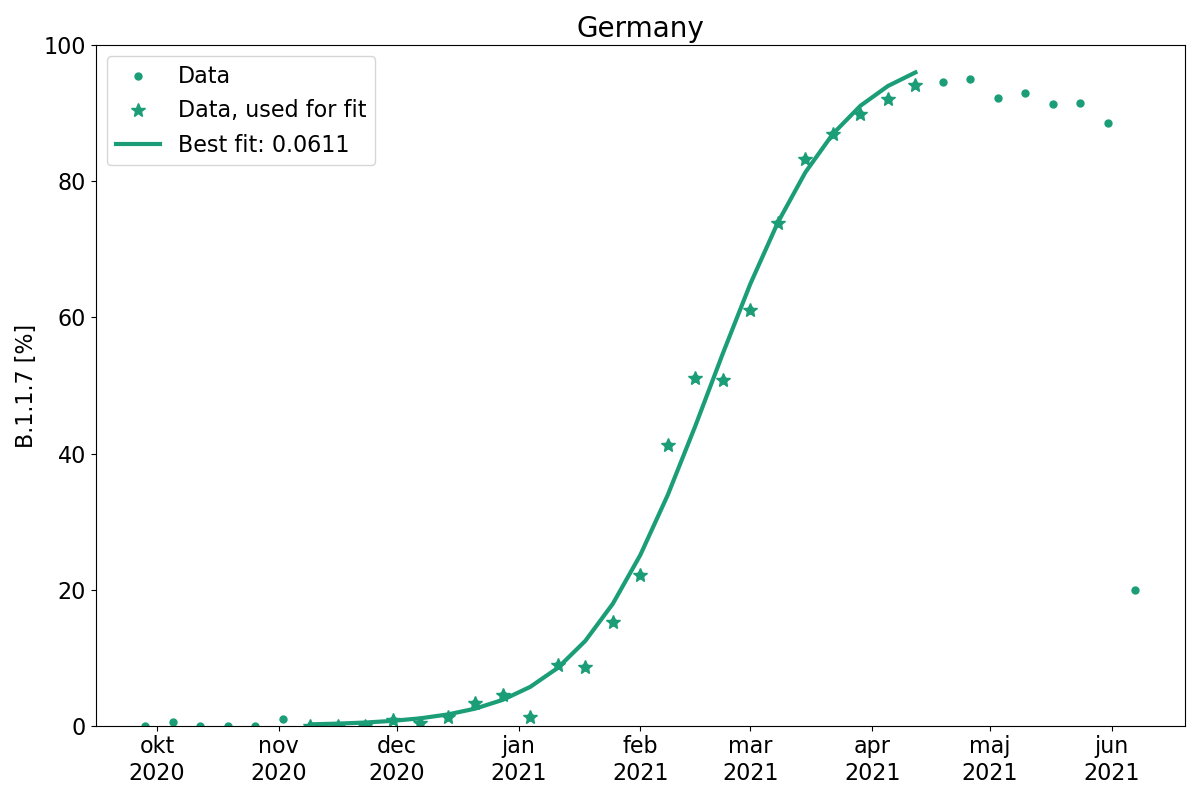 Germany
100
80
60
40
20
0
B.1.1.7 [%]
Data
Data, used for fit
Best fit: 0.0611
okt nov dec jan feb mar apr maj jun
2020 2020 2020 2021 2021 2021 2021 2021 2021